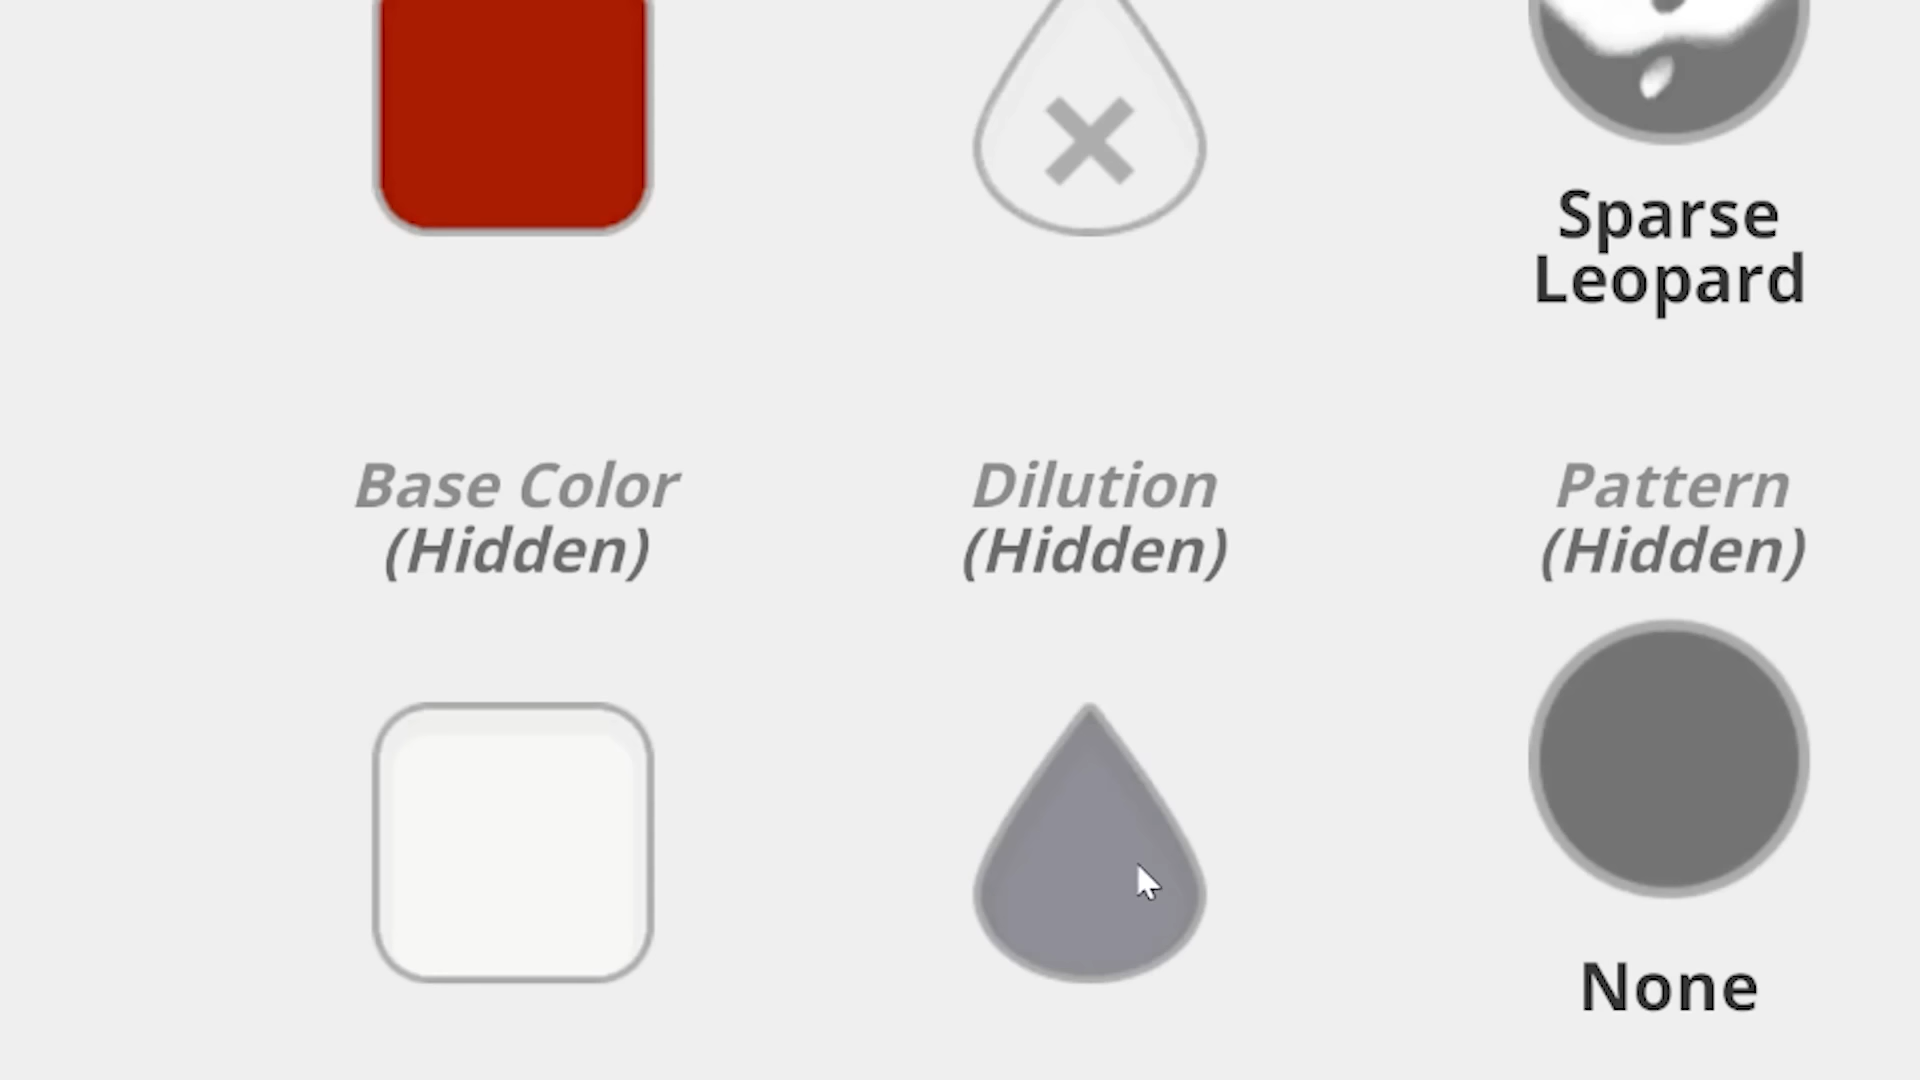 Sparse
Leopard
Base Color
(Hidden)
Dilution
(Hidden)
Pattern
(Hidden)
None